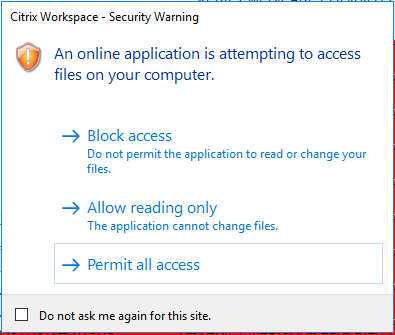 Citrix Workspace - Security Warning
An online application is attempting to access
files on your computer.
Block access
Do not permit the application to read or change your
files.
Allow reading only
The application cannot change files.
Permit all access
Do not ask me again for this site.